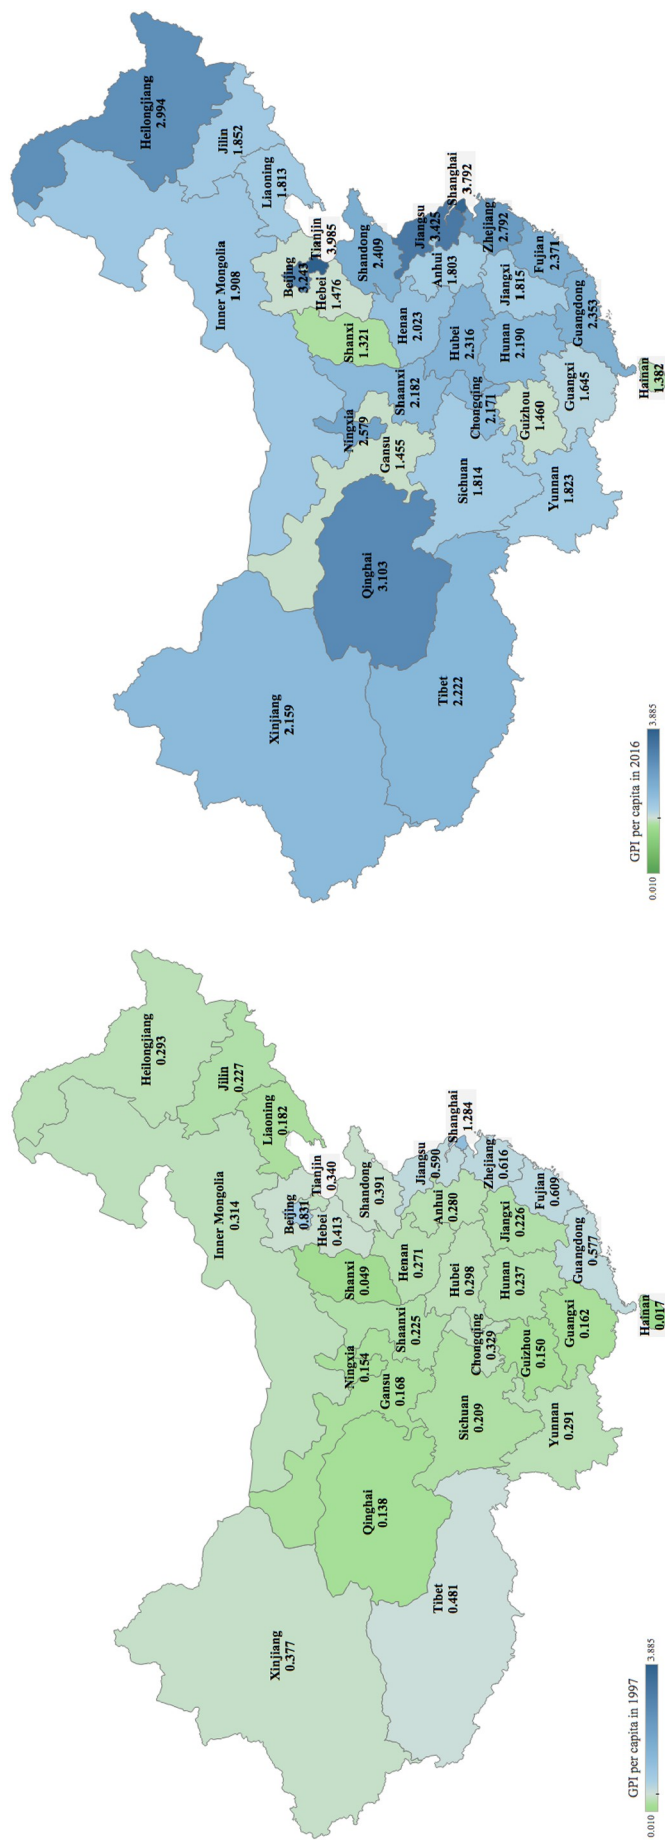 Heilongjiang
0.293
Jilin
0.227
Liaoning
0.182
Inner Mongolia
0.314
Beijing
0.831
Tianjin
0.340
Hebei
0.413
Shanxi
0.049
Shandong
0.391
Xinjiang
0.377
Ningxia
0.154
Gansu
0.168
Qinghai
0.138
Shaanxi
0.225
Henan
0.271
Jiangsu
0.590
Anhui
0.280
Shanghai
1.284
Tibet
0.481
Sichuan
0.209
Chongqing
0.329
Hubei
0.298
Zhejiang
0.616
Hunan
0.237
Jiangxi
0.226
Fujian
0.609
Guizhou
0.150
Yunnan
0.291
Guangxi
0.162
Guangdong
0.577
Hainan
0.017
GPI per capita in 1997
0.010
3.885
Heilongjiang
2.994
Jilin
1.852
Liaoning
1.813
Inner Mongolia
1.908
Beijing
3.243
Tianjin
3.985
Hebei
1.476
Shanxi
1.321
Shandong
2.409
Xinjiang
2.159
Ningxia
2.579
Gansu
1.455
Qinghai
3.103
Shaanxi
2.182
Henan
2.023
Jiangsu
3.425
Anhui
1.803
Shanghai
3.792
Tibet
2.222
Sichuan
1.814
Chongqing
2.171
Hubei
2.316
Zhejiang
2.792
Hunan
2.190
Jiangxi
1.815
Fujian
2.371
Guizhou
1.460
Yunnan
1.823
Guangxi
1.645
Guangdong
2.353
Hainan
1.382
GPI per capita in 2016
0.010
3.885